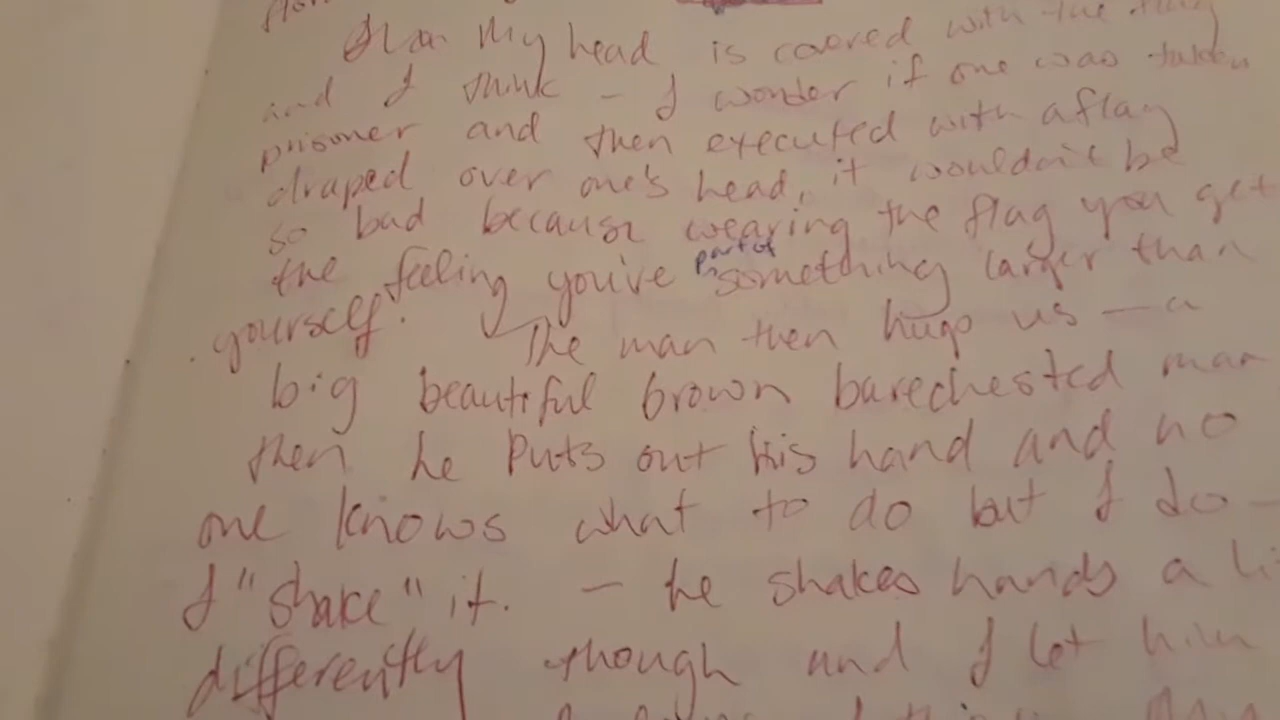 Then My head is covered with the flag
and I think - I wonder if one was taken
prisoner and then executed with a flag
draped over one's head, it wouldn't be
so bad because wearing the flag you get
the feeling you're part of something larger than
yourself. The man then hugs us — a
big beautiful brown barechested man
then he puts out his hand and no
one knows what to do but I do -
I "shake" it. - he shakes hands a
differently though and I let him